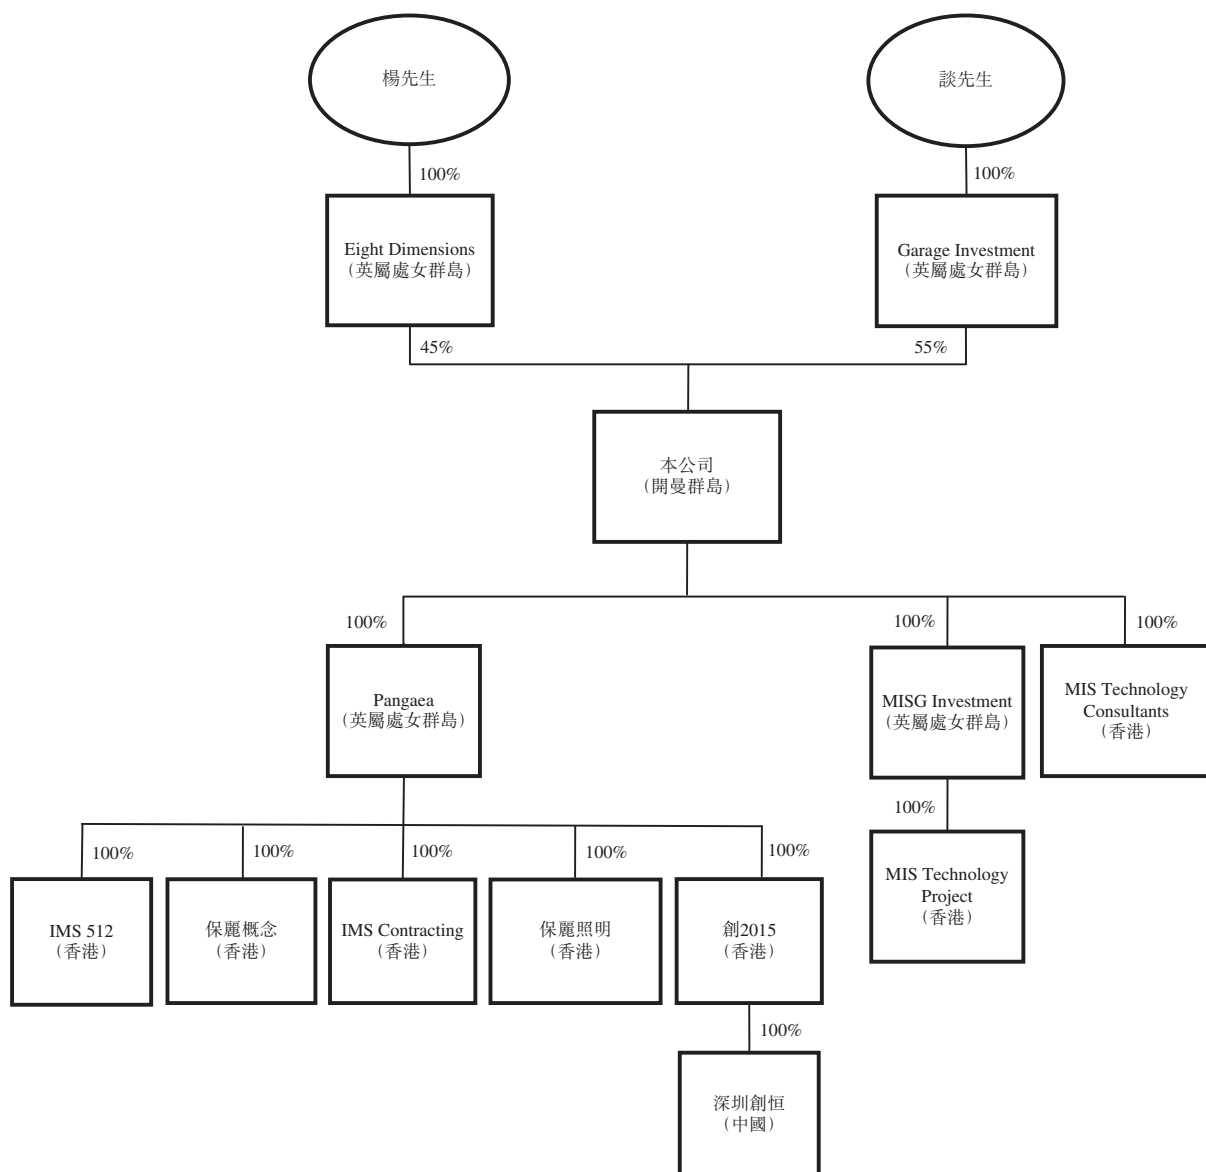 楊先生
談先生
100%
100%
Eight Dimensions
(英屬處女群島)
Garage Investment
(英屬處女群島)
45%
55%
本公司
(開曼群島)
100%
100%
100%
Pangaea
(英屬處女群島)
MISG Investment
(英屬處女群島)
MIS Technology
Consultants
(香港)
100%
100%
100%
100%
100%
100%
IMS 512
(香港)
保麗概念
(香港)
IMS Contracting
(香港)
保麗照明
(香港)
創2015
(香港)
MIS Technology
Project
(香港)
100%
深圳創恒
(中國)